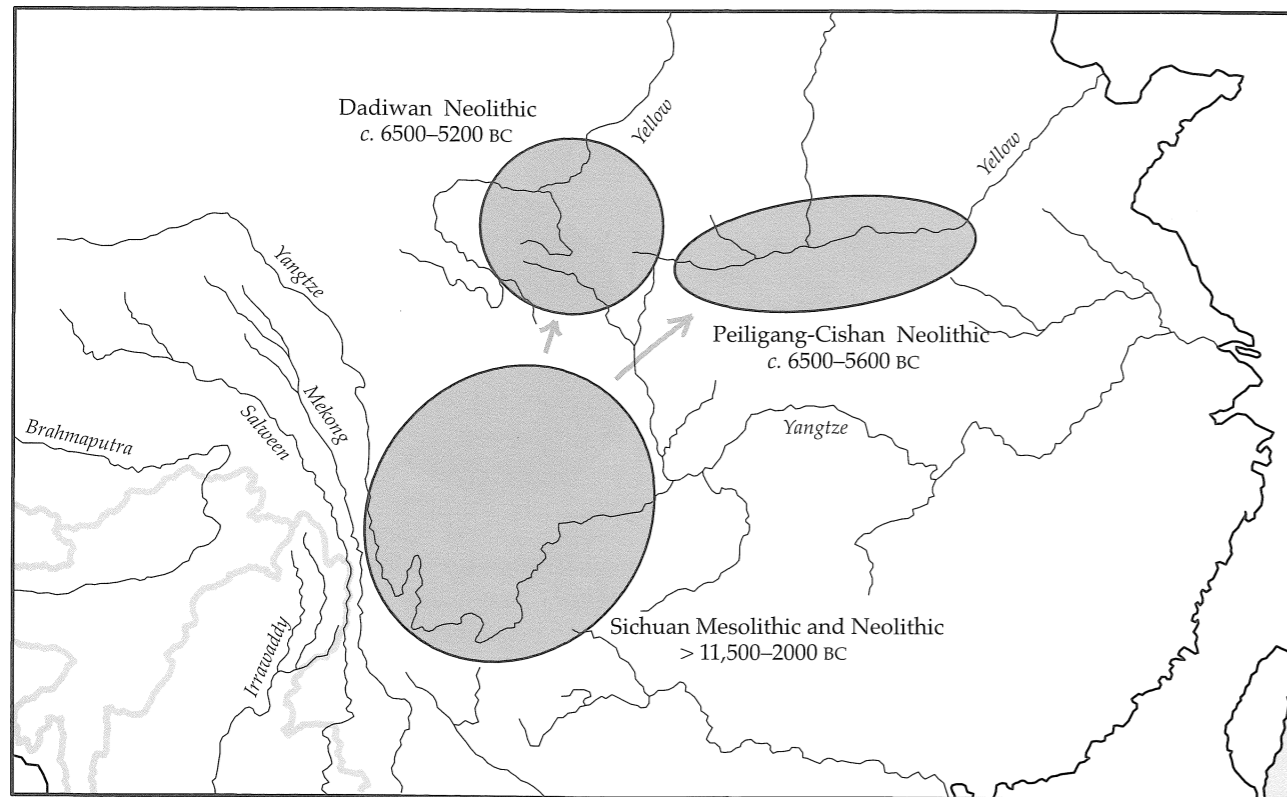 Dadiwan Neolithic
c. 6500–5200 BC
Yellow
Yellow
Yangtze
Peiligang-Cishan Neolithic
c. 6500–5600 BC
Mekong
Salween
Brahmaputra
Yangtze
Sichuan Mesolithic and Neolithic
> 11,500–2000 BC
Irrawaddy